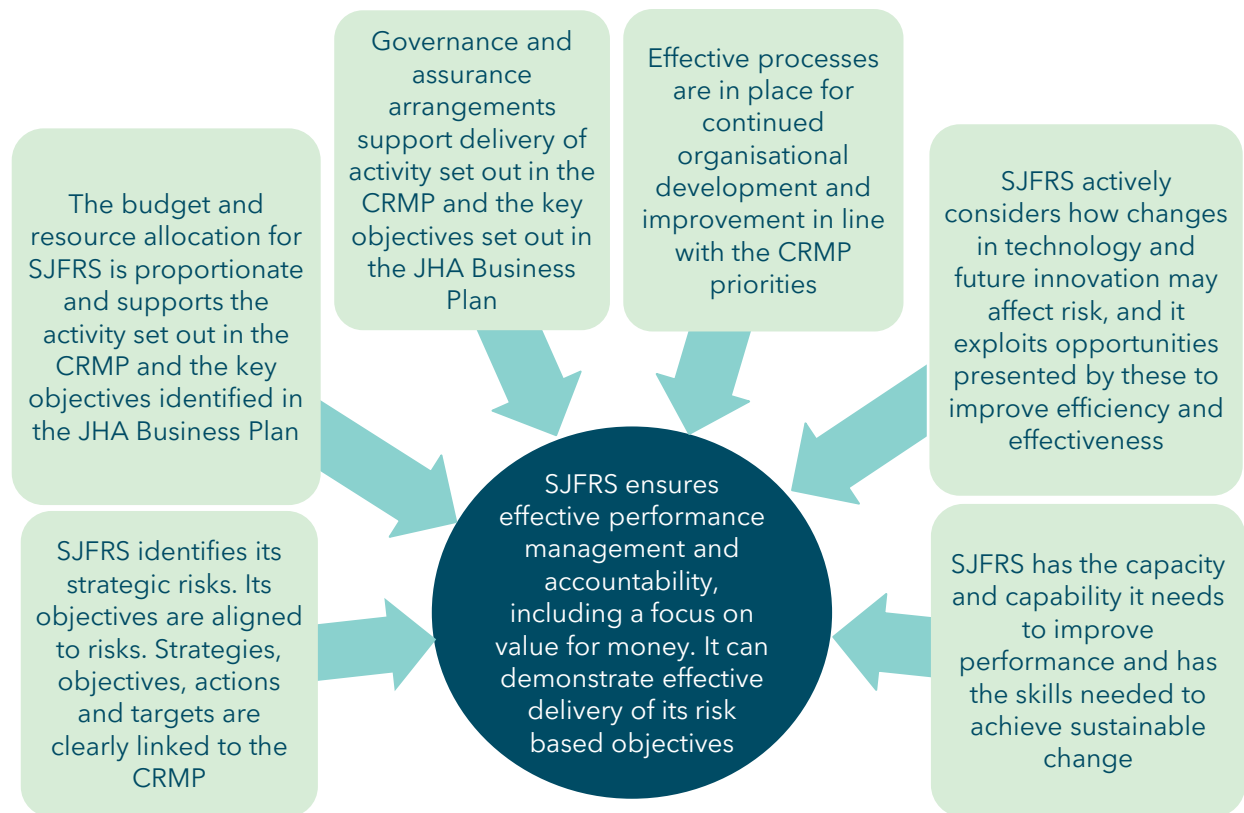 The budget and
resource allocation for
SJFRS is proportionate
and supports the
activity set out in the
CRMP and the key
objectives identified in
the JHA Business Plan
Governance and
assurance
arrangements
support delivery of
activity set out in the
CRMP and the key
objectives set out in
the JHA Business
Plan
Effective processes
are in place for
continued
organisational
development and
improvement in line
with the CRMP
priorities
SJFRS actively
considers how changes
in technology and
future innovation may
affect risk, and it
exploits opportunities
presented by these to
improve efficiency and
effectiveness
SJFRS identifies its
strategic risks. Its
objectives are aligned
to risks. Strategies,
objectives, actions
and targets are
clearly linked to the
CRMP
SJFRS ensures
effective performance
management and
accountability,
including a focus on
value for money. It can
demonstrate effective
delivery of its risk
based objectives
SJFRS has the capacity
and capability it needs
to improve
performance and has
the skills needed to
achieve sustainable
change